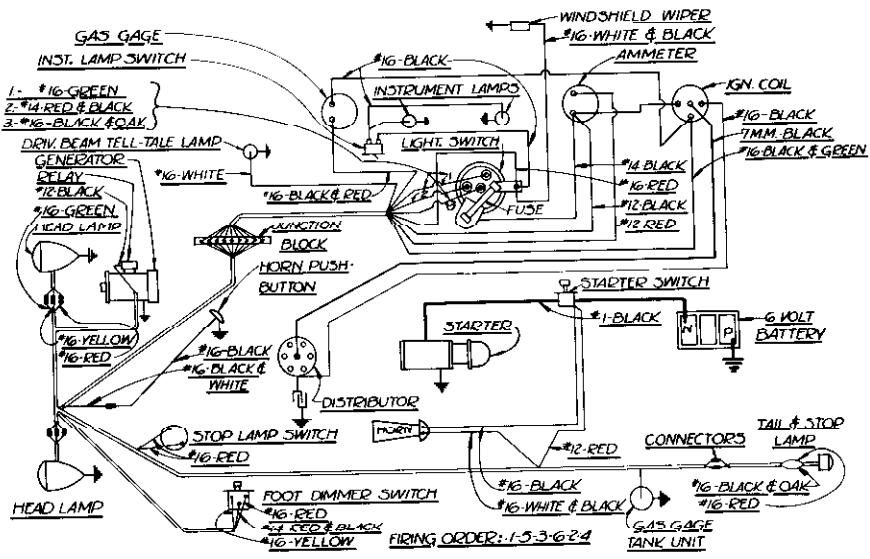 WINDSHIELD WIPER
#16-WHITE & BLACK
AMMETER
GAS GAGE
#16-BLACK
INST. LAMP SWITCH
IGN. COIL
1.- #16-GREEN
2.- #14-RED & BLACK
3.- #16-BLACK & OAK
INSTRUMENT LAMPS
#16-BLACK
7 M.M. BLACK
#16-BLACK & GREEN
DRIV. BEAM TELL-TALE LAMP
LIGHT. SWITCH
GENERATOR
RELAY
#16-WHITE
#14-BLACK
#16-RED
#12-BLACK
#16-BLACK & RED
1
2
3
FUSE
#12-BLACK
#16-GREEN
#12-RED
HEAD LAMP
JUNCTION
BLOCK
HORN PUSH-
BUTTON
STARTER SWITCH
#1-BLACK
STARTER
N
P
6 VOLT
BATTERY
#16-YELLOW
#16-RED
#16-BLACK
#16-BLACK &
WHITE
DISTRIBUTOR
HORN
STOP LAMP SWITCH
#16-RED
#12-RED
CONNECTORS
TAIL & STOP
LAMP
HEAD LAMP
FOOT DIMMER SWITCH
#16-RED
#14 RED & BLACK
#16-YELLOW
#16-BLACK
#16-WHITE & BLACK
#16-BLACK & OAK
#16-RED
GAS GAGE
TANK UNIT
FIRING ORDER:-1-5-3-6-2-4